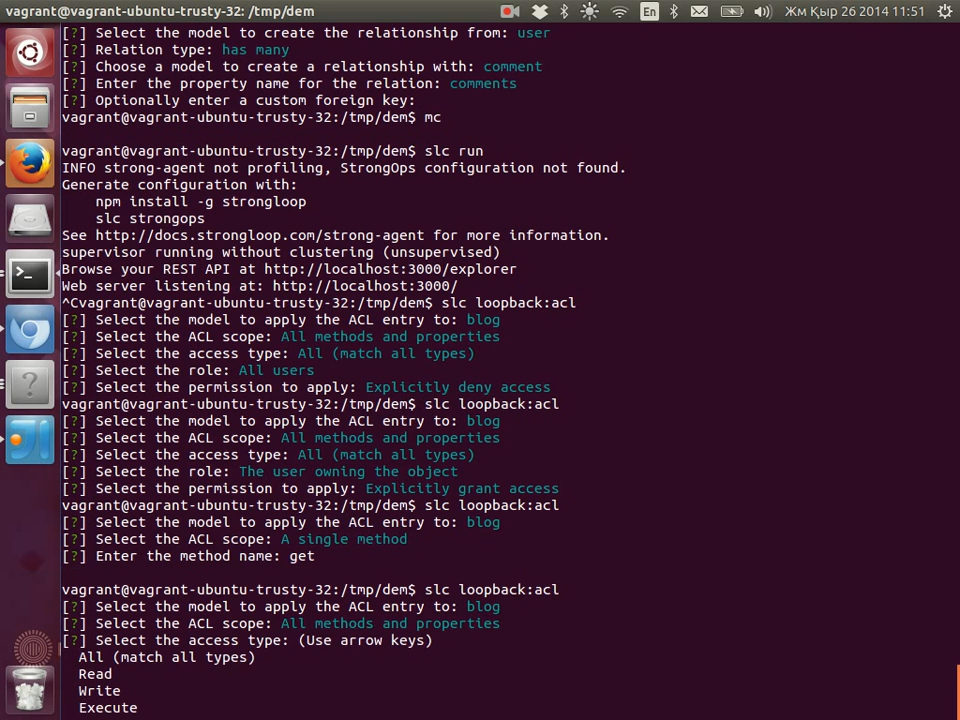 vagrant@vagrant-ubuntu-trusty-32: /tmp/dem
En
Жм Қыр 26 2014 11:51
[?] Select the model to create the relationship from: user
[?] Relation type: has many
[?] Choose a model to create a relationship with: comment
[?] Enter the property name for the relation: comments
[?] Optionally enter a custom foreign key:
vagrant@vagrant-ubuntu-trusty-32:/tmp/dem$ mc
vagrant@vagrant-ubuntu-trusty-32:/tmp/dem$ slc run
INFO strong-agent not profiling, StrongOps configuration not found.
Generate configuration with:
npm install -g strongloop
slc strongops
See http://docs.strongloop.com/strong-agent for more information.
supervisor running without clustering (unsupervised)
Browse your REST API at http://localhost:3000/explorer
Web server listening at: http://localhost:3000/
^Cvagrant@vagrant-ubuntu-trusty-32:/tmp/dem$ slc loopback:acl
[?] Select the model to apply the ACL entry to: blog
[?] Select the ACL scope: All methods and properties
[?] Select the access type: All (match all types)
[?] Select the role: All users
[?] Select the permission to apply: Explicitly deny access
vagrant@vagrant-ubuntu-trusty-32:/tmp/dem$ slc loopback:acl
[?] Select the model to apply the ACL entry to: blog
[?] Select the ACL scope: All methods and properties
[?] Select the access type: All (match all types)
[?] Select the role: The user owning the object
[?] Select the permission to apply: Explicitly grant access
vagrant@vagrant-ubuntu-trusty-32:/tmp/dem$ slc loopback:acl
[?] Select the model to apply the ACL entry to: blog
[?] Select the ACL scope: A single method
[?] Enter the method name: get
vagrant@vagrant-ubuntu-trusty-32:/tmp/dem$ slc loopback:acl
[?] Select the model to apply the ACL entry to: blog
[?] Select the ACL scope: All methods and properties
[?] Select the access type: (Use arrow keys)
All (match all types)
Read
Write
Execute